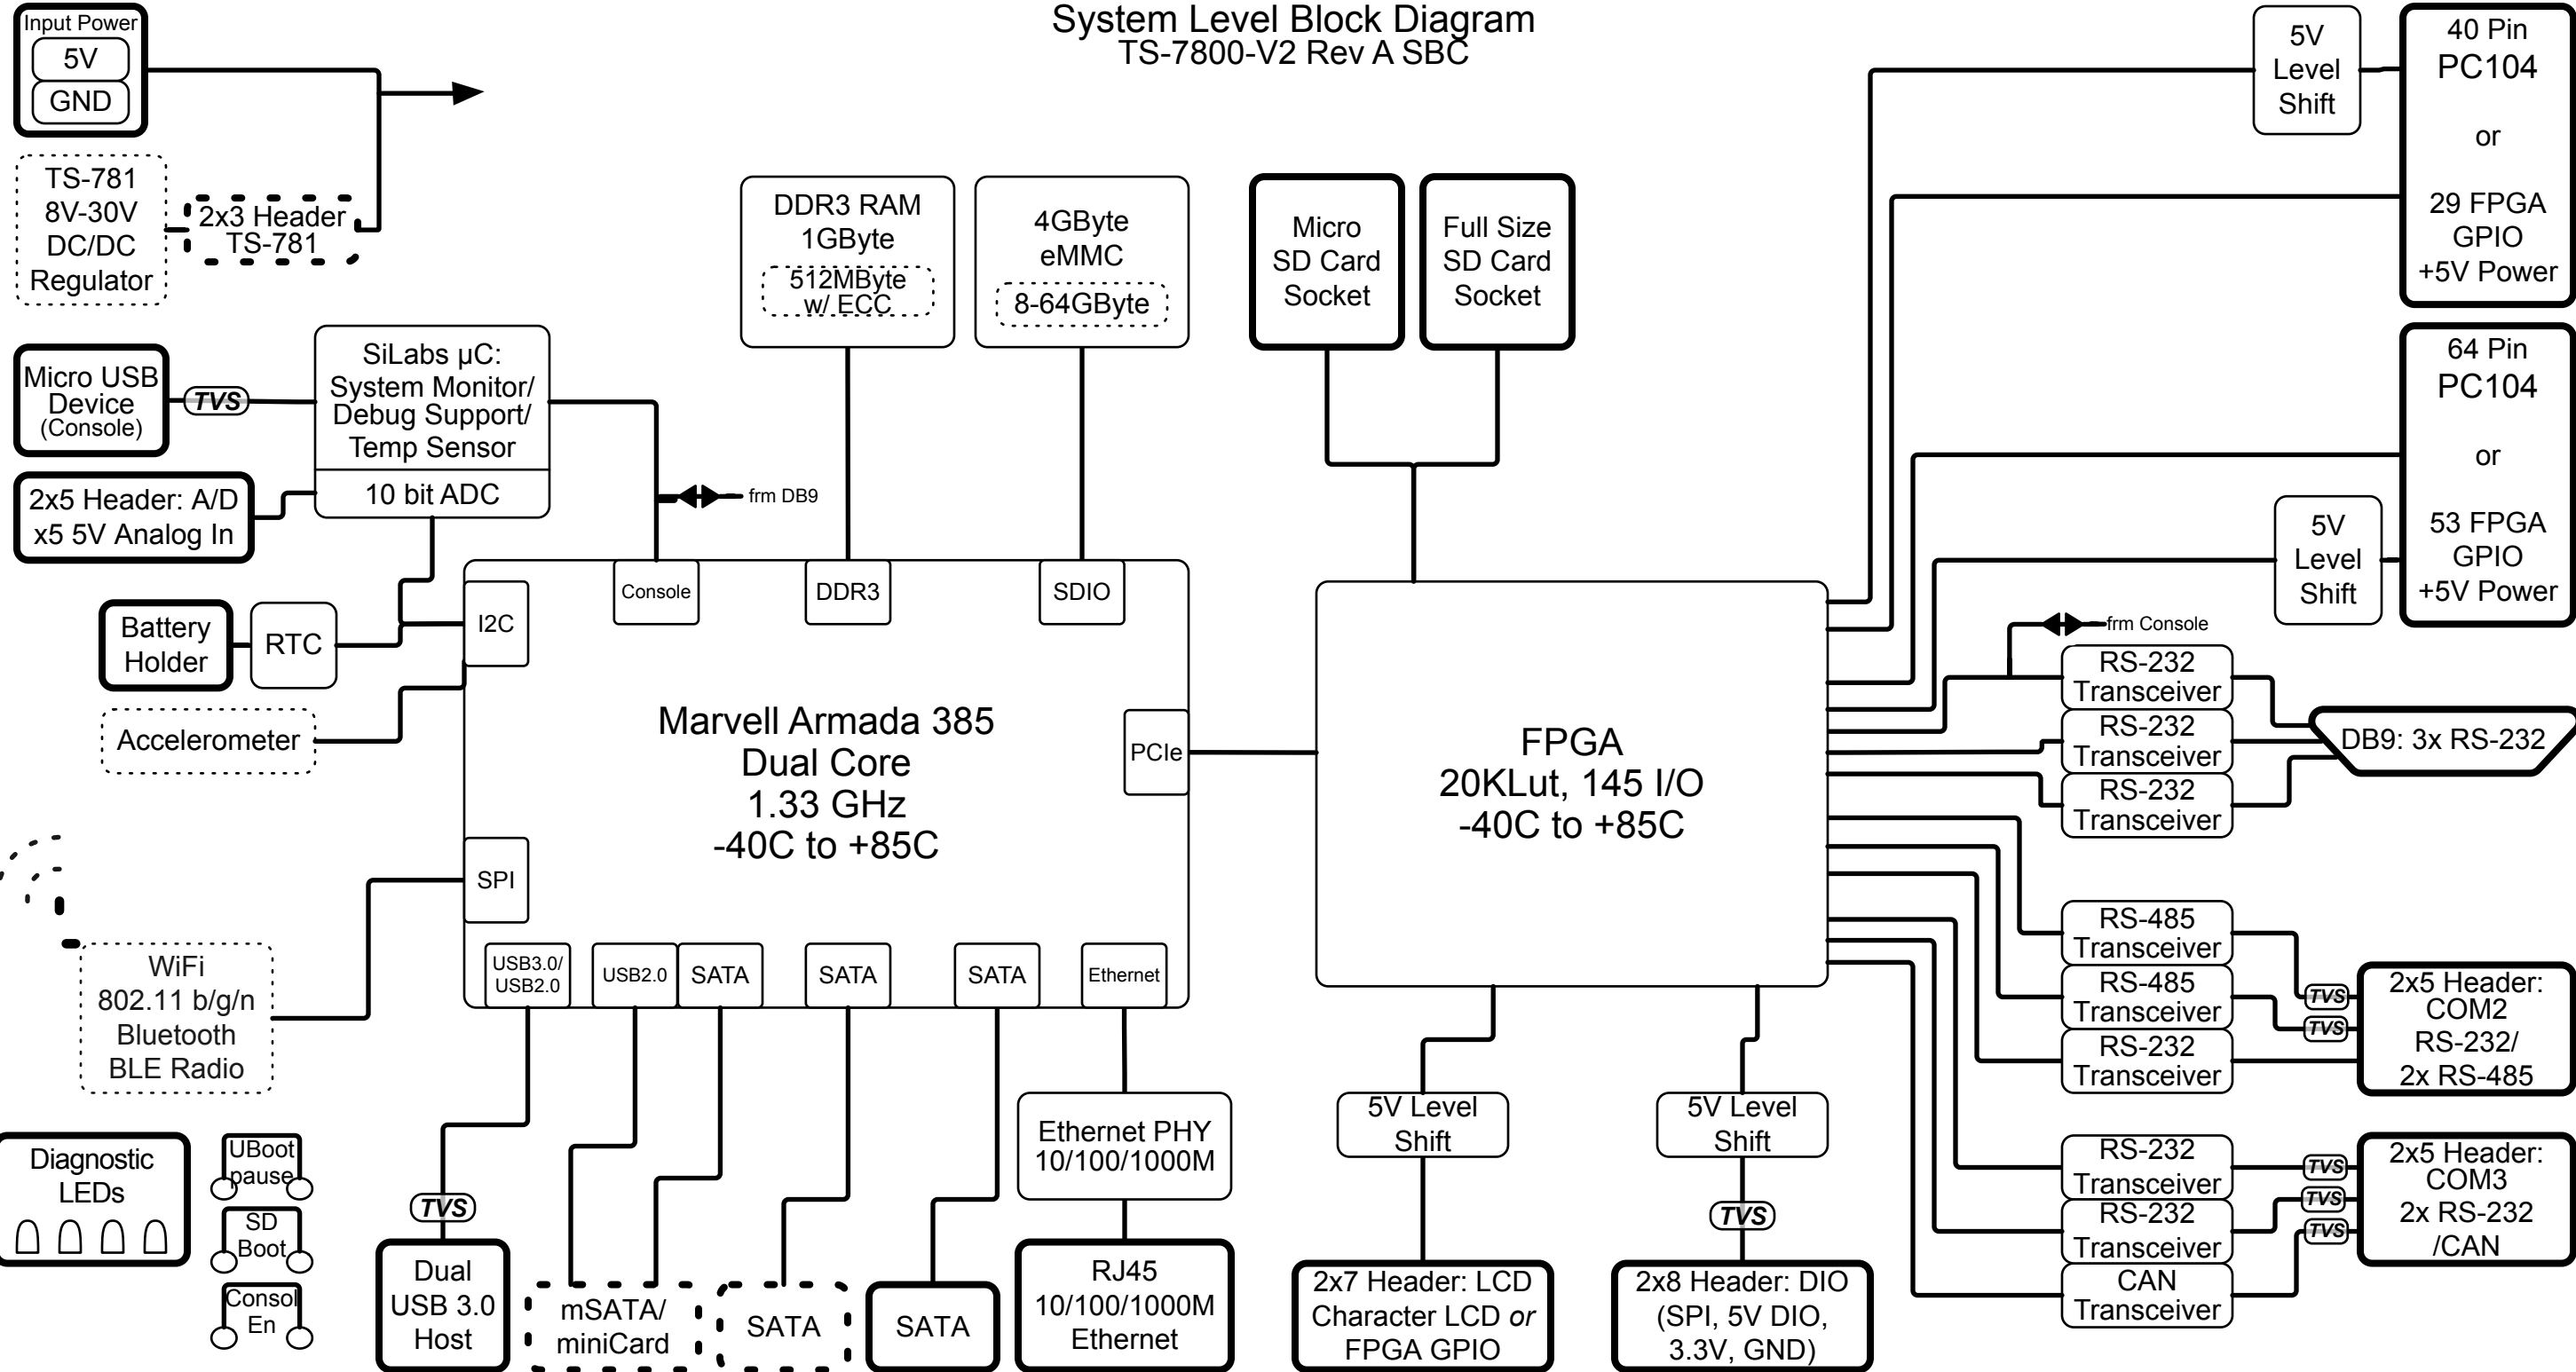 System Level Block Diagram
TS-7800-V2 Rev A SBC
Input Power
5V
GND
TS-781
8V-30V
DC/DC
Regulator
2x3 Header
TS-781
DDR3 RAM
1GByte
512MByte
w/ ECC
4GByte
eMMC
8-64GByte
Micro
SD Card
Socket
Full Size
SD Card
Socket
5V
Level
Shift
40 Pin
PC104
or
29 FPGA
GPIO
+5V Power
Micro USB
Device
(Console)
TVS
SiLabs µC:
System Monitor/
Debug Support/
Temp Sensor
10 bit ADC
2x5 Header: A/D
x5 5V Analog In
frm DB9
64 Pin
PC104
or
53 FPGA
GPIO
+5V Power
5V
Level
Shift
Battery
Holder
RTC
Accelerometer
I2C
Console
DDR3
SDIO
Marvell Armada 385
Dual Core
1.33 GHz
-40C to +85C
PCIe
SPI
USB3.0/
USB2.0
USB2.0
SATA
SATA
SATA
Ethernet
FPGA
20KLut, 145 I/O
-40C to +85C
frm Console
RS-232
Transceiver
RS-232
Transceiver
RS-232
Transceiver
DB9: 3x RS-232
RS-485
Transceiver
RS-485
Transceiver
RS-232
Transceiver
TVS
TVS
2x5 Header:
COM2
RS-232/
2x RS-485
RS-232
Transceiver
RS-232
Transceiver
CAN
Transceiver
TVS
TVS
TVS
2x5 Header:
COM3
2x RS-232
/CAN
WiFi
802.11 b/g/n
Bluetooth
BLE Radio
Diagnostic
LEDs
UBoot
pause
SD
Boot
Consol
En
TVS
Dual
USB 3.0
Host
mSATA/
miniCard
SATA
SATA
Ethernet PHY
10/100/1000M
RJ45
10/100/1000M
Ethernet
5V Level
Shift
2x7 Header: LCD
Character LCD or
FPGA GPIO
5V Level
Shift
TVS
2x8 Header: DIO
(SPI, 5V DIO,
3.3V, GND)